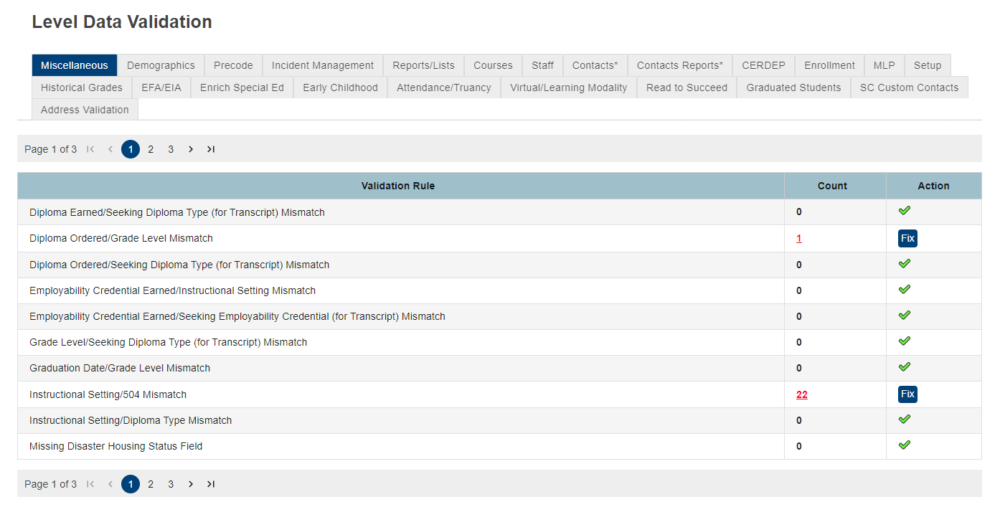 Level Data Validation
Miscellaneous Demographics Precode Incident Management Reports/Lists Courses Staff Contacts* Contacts Reports* CERDEP Enrollment MLP Setup
Historical Grades EFA/EIA Enrich Special Ed Early Childhood Attendance/Truancy Virtual/Learning Modality Read to Succeed Graduated Students SC Custom Contacts
Address Validation
Page 1 of 3 1 2 3
Validation Rule Count Action
Diploma Earned/Seeking Diploma Type (for Transcript) Mismatch 0
Diploma Ordered/Grade Level Mismatch 1 Fix
Diploma Ordered/Seeking Diploma Type (for Transcript) Mismatch 0
Employability Credential Earned/Instructional Setting Mismatch 0
Employability Credential Earned/Seeking Employability Credential (for Transcript) Mismatch 0
Grade Level/Seeking Diploma Type (for Transcript) Mismatch 0
Graduation Date/Grade Level Mismatch 0
Instructional Setting/504 Mismatch 22 Fix
Instructional Setting/Diploma Type Mismatch 0
Missing Disaster Housing Status Field 0
Page 1 of 3 1 2 3